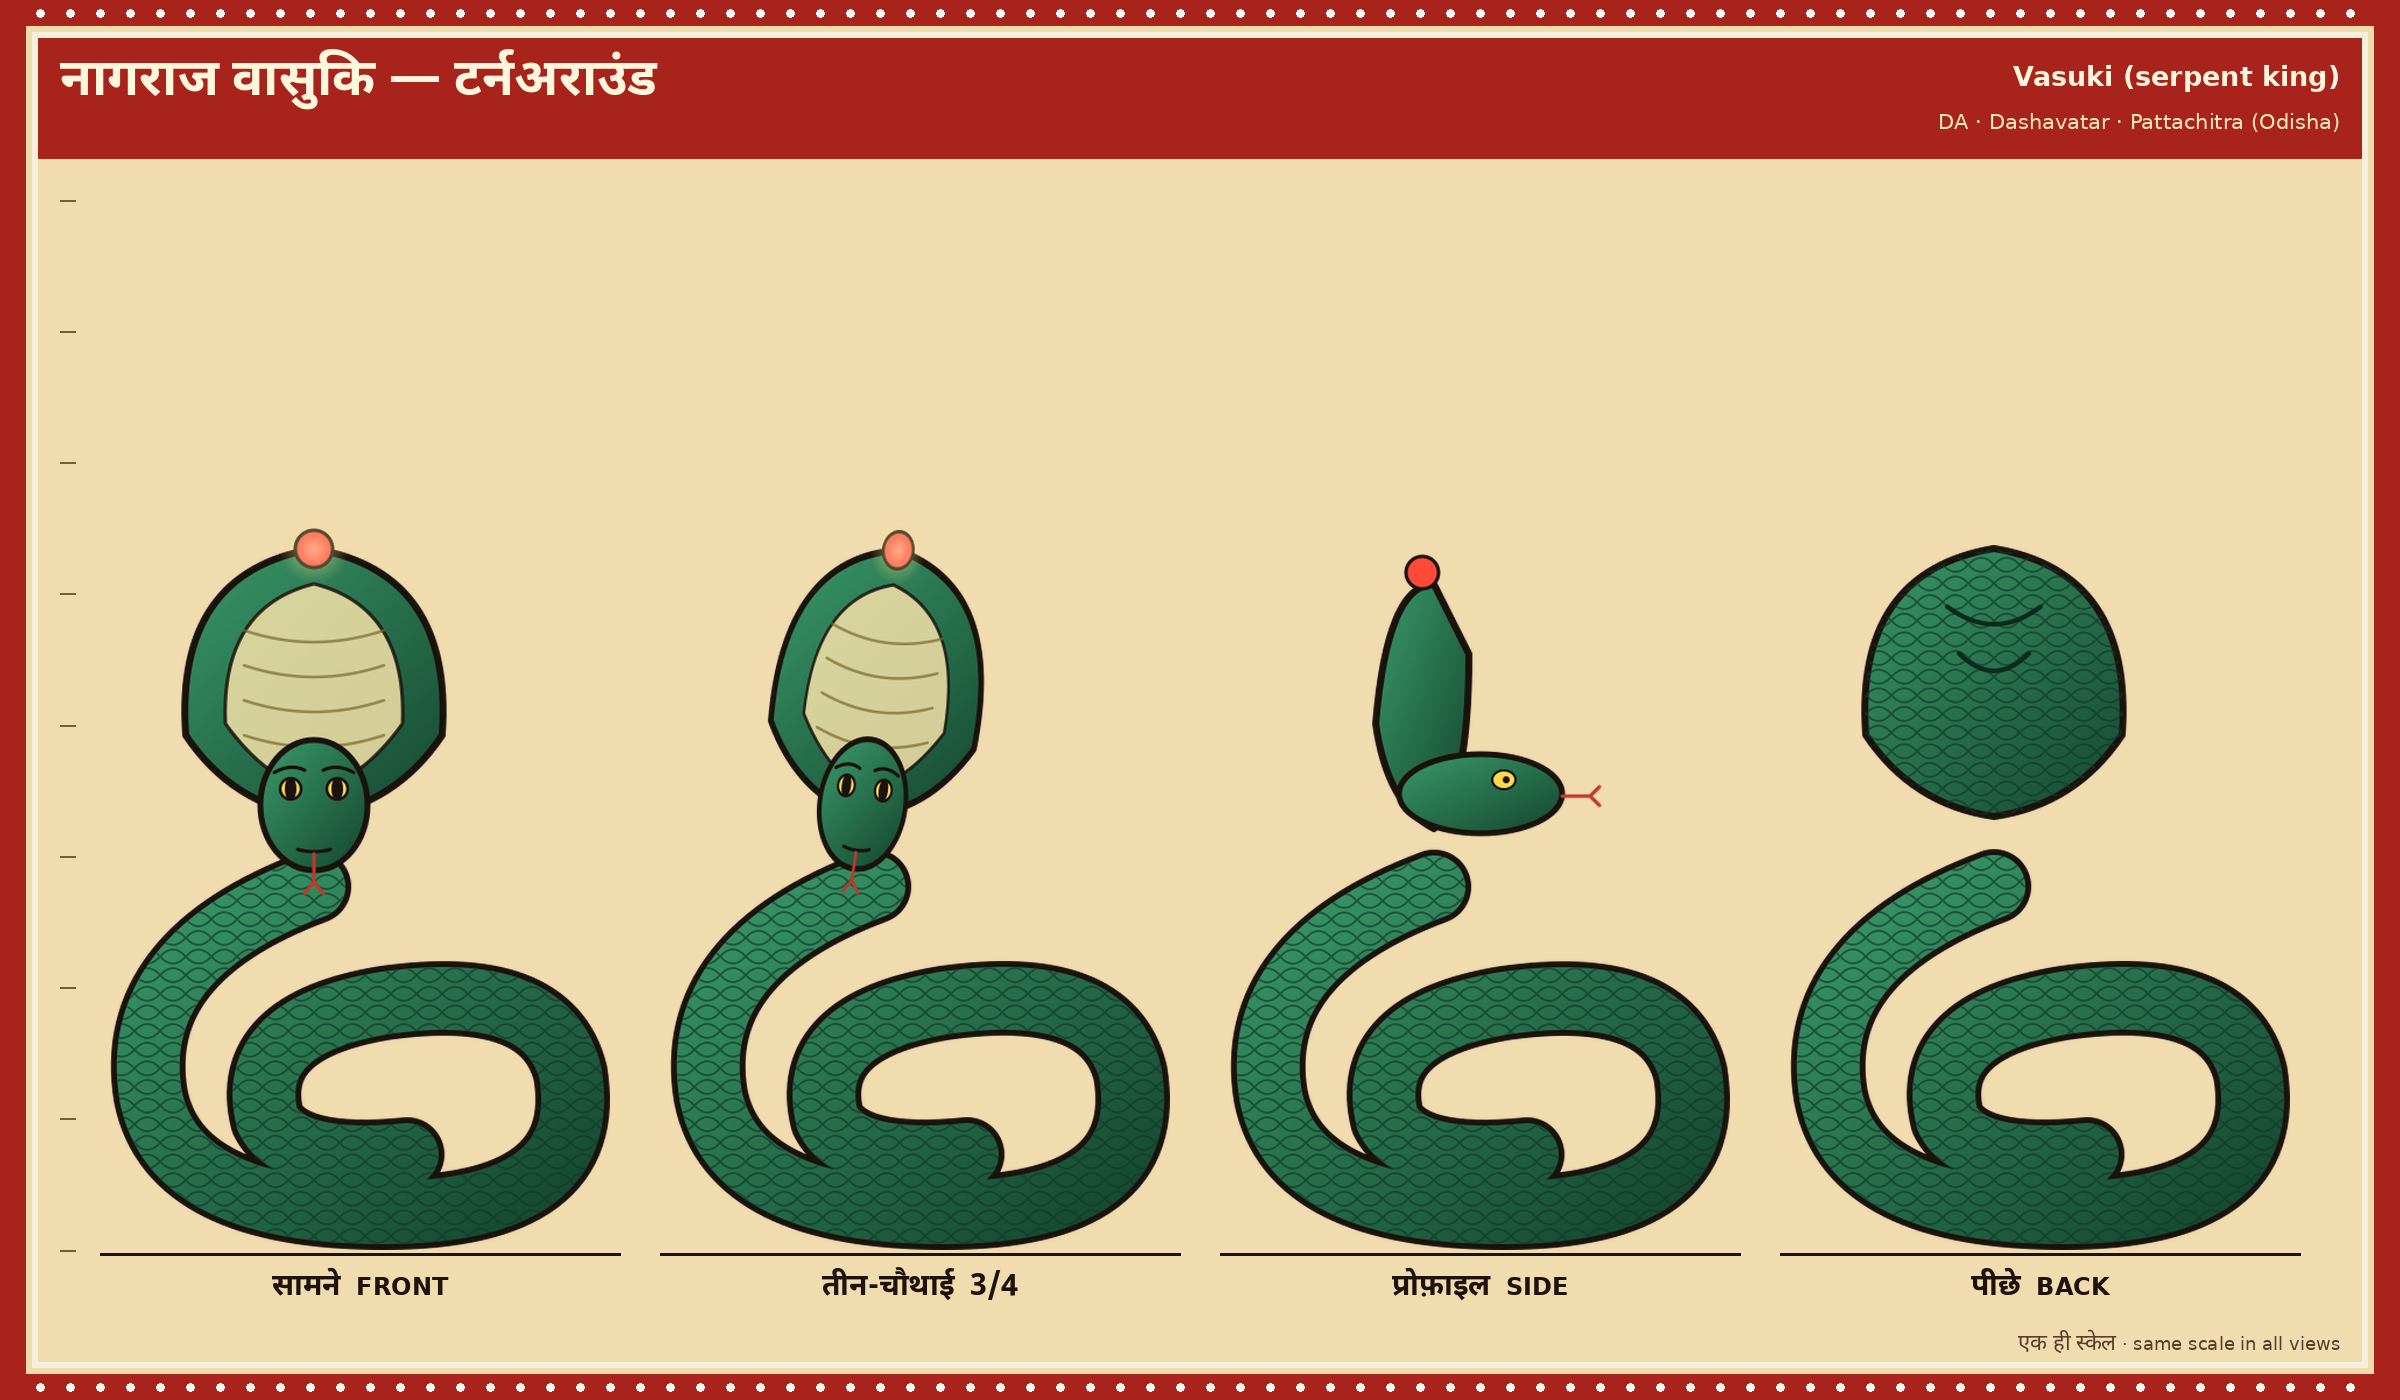 नागराज वासुकि — टर्नअराउंड
Vasuki (serpent king)
DA · Dashavatar · Pattachitra (Odisha)
सामने FRONT
तीन-चौथाई 3/4
प्रोफ़ाइल SIDE
पीछे BACK
एक ही स्केल · same scale in all views